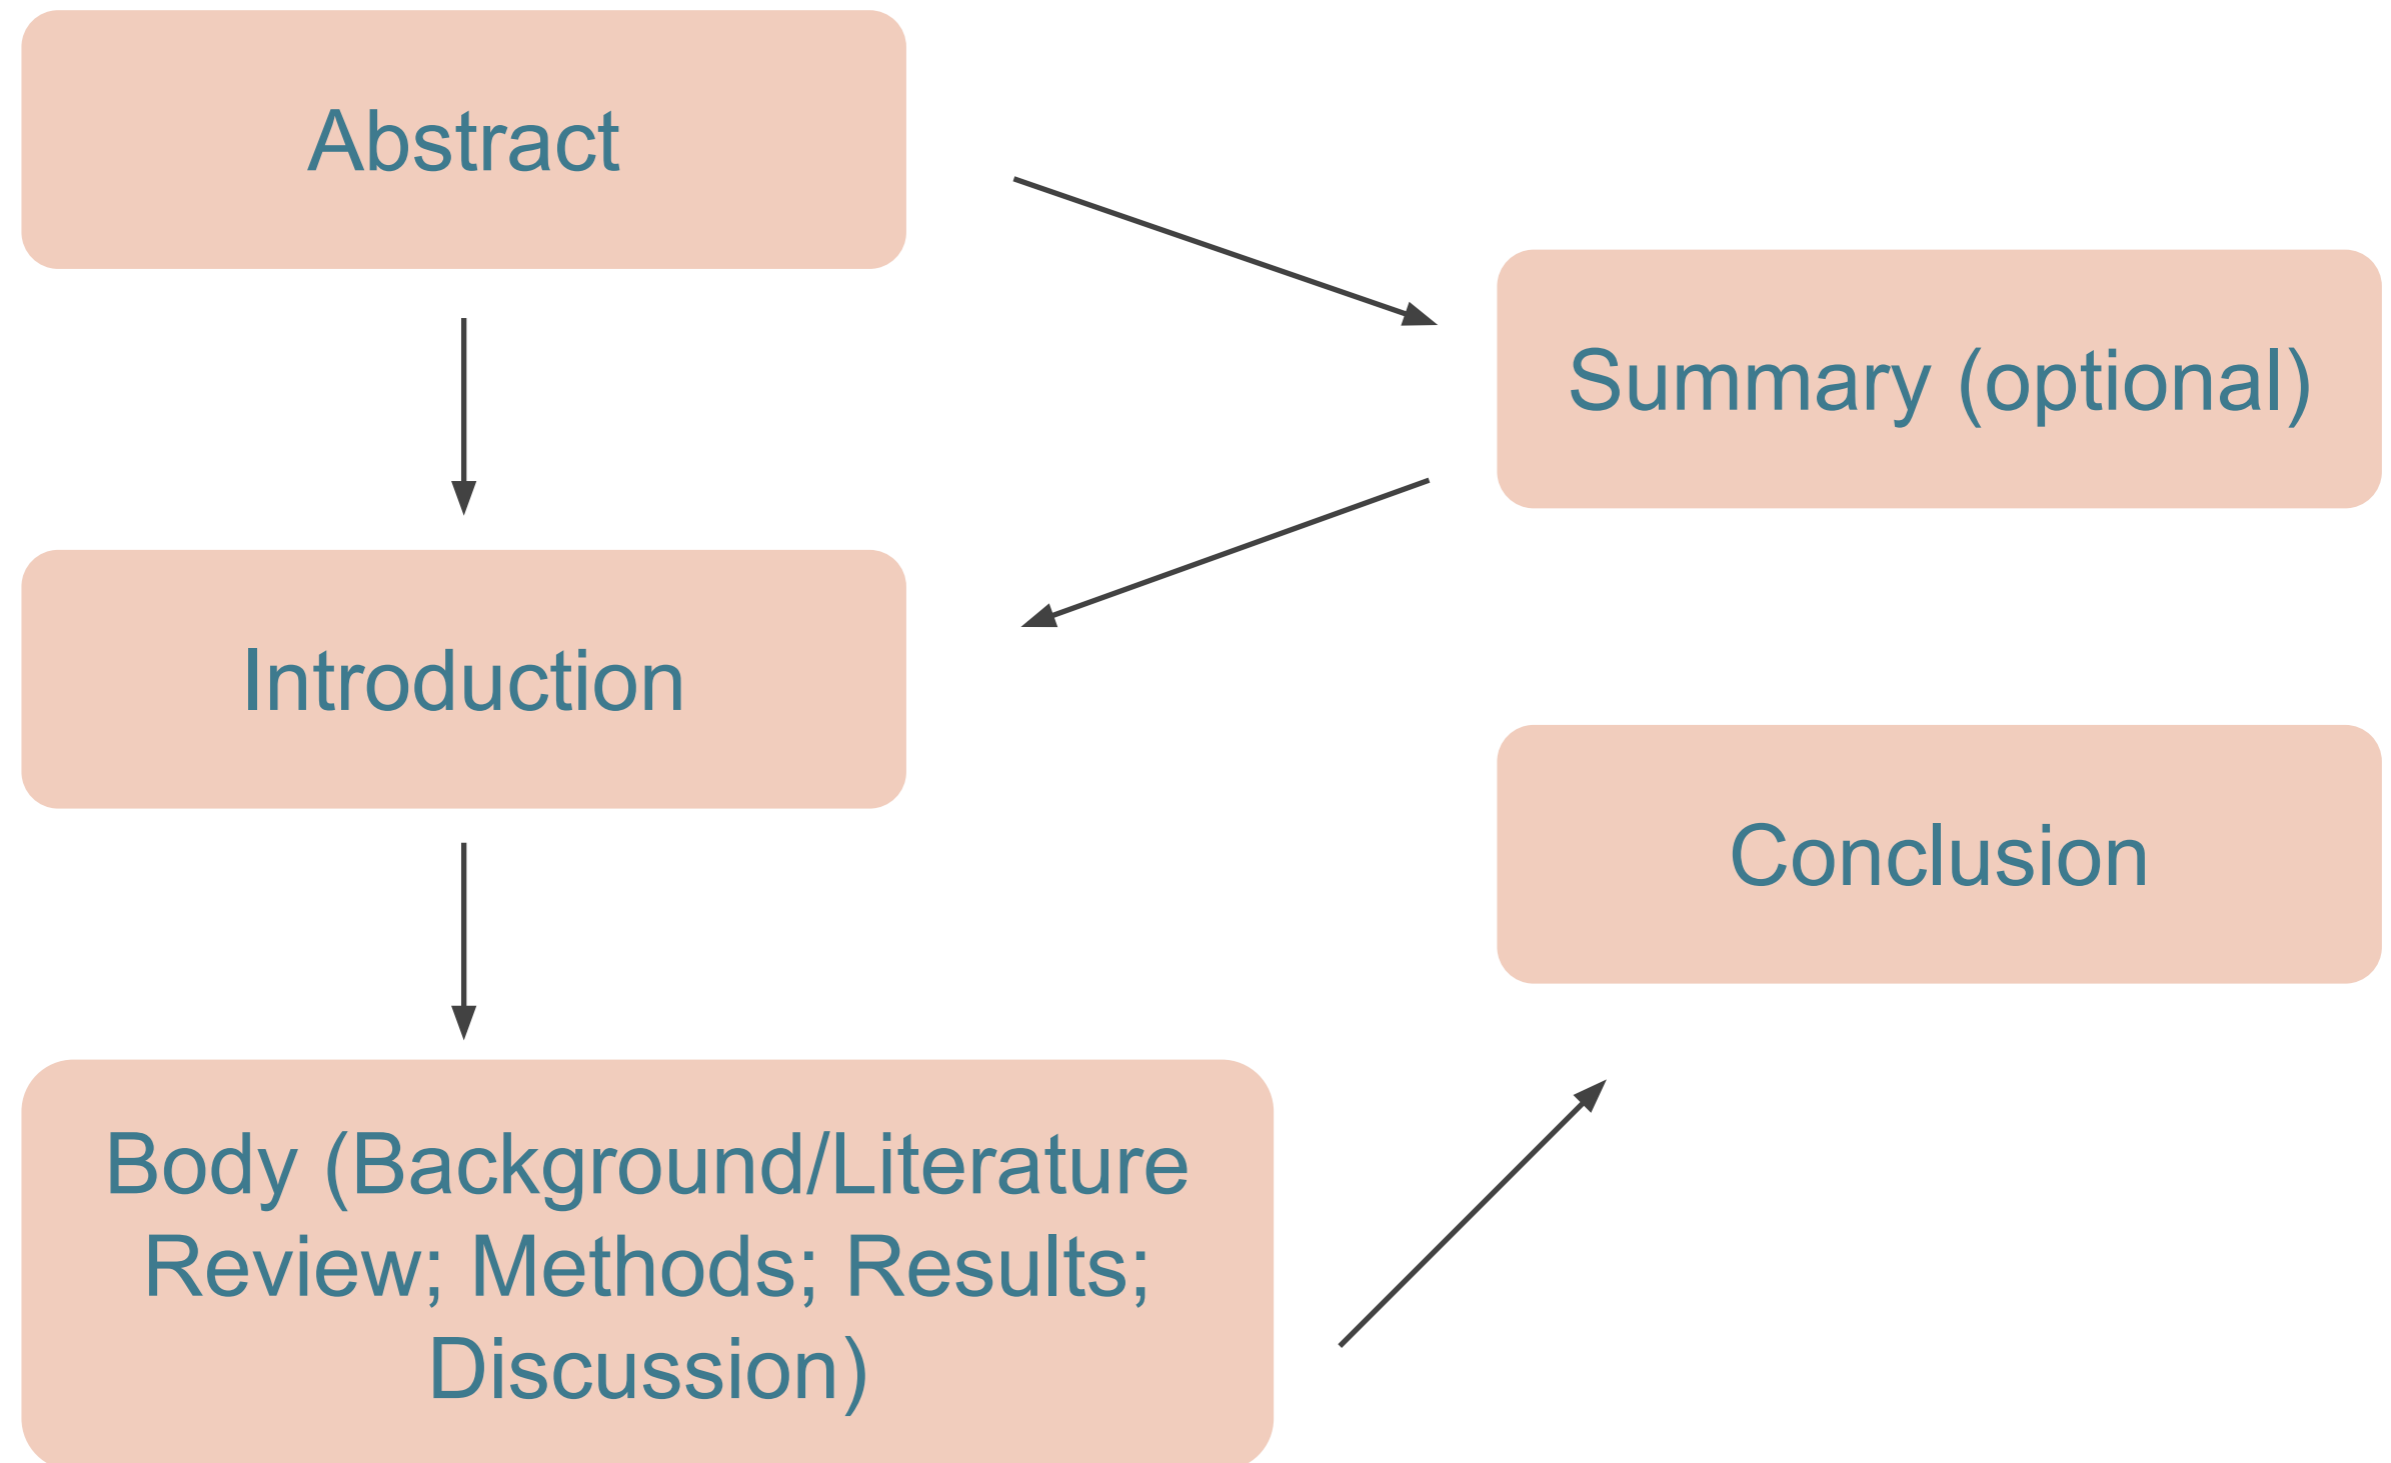 Abstract
Summary (optional)
Introduction
Conclusion
Body (Background/Literature
Review; Methods; Results;
Discussion)